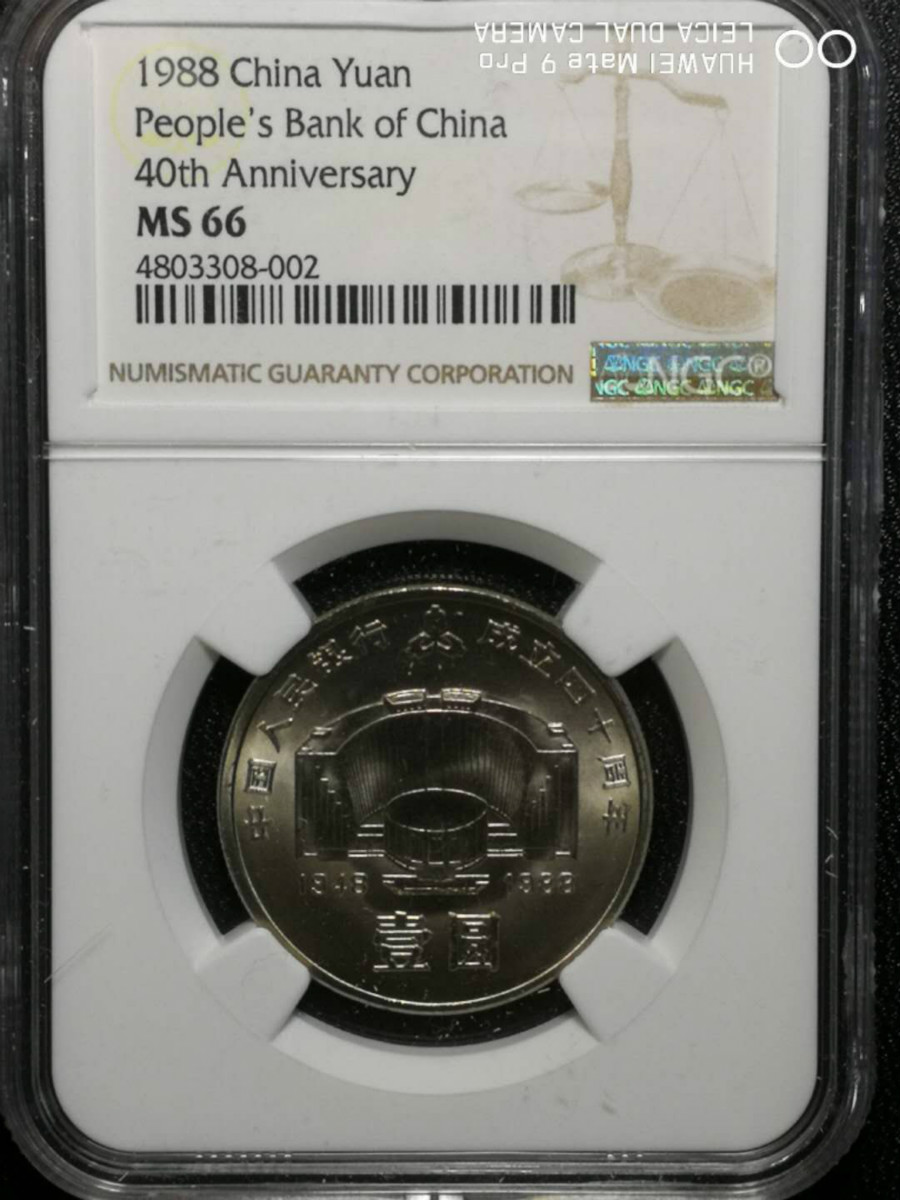 HUAWEI Mate 9 Pro
LEICA DUAL CAMERA
1988 China Yuan
People's Bank of China
40th Anniversary
MS 66
4803308-002
NUMISMATIC GUARANTY CORPORATION
NGC
中国人民银行 成立四十周年
1948 1988
壹圆